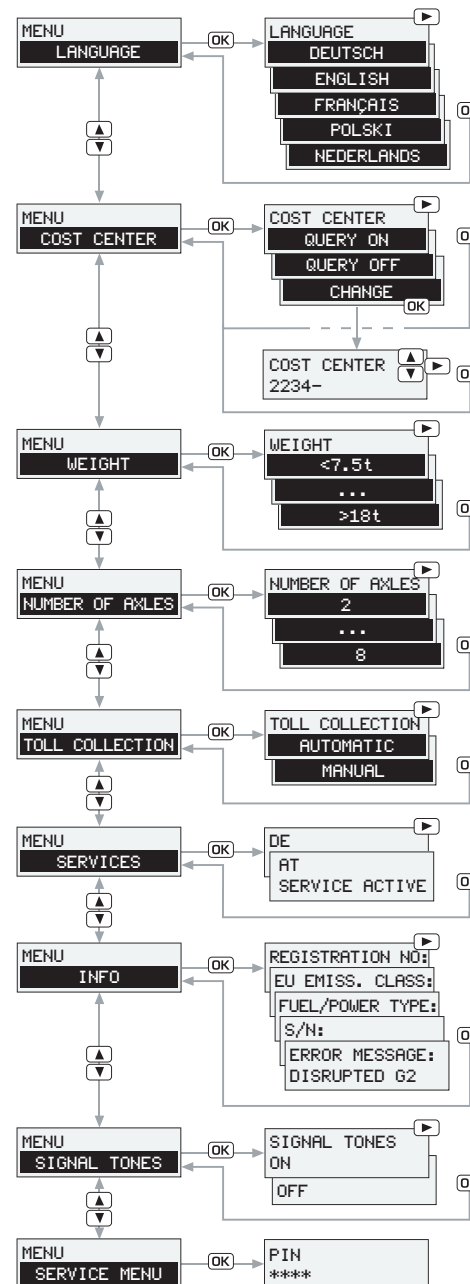 MENU
LANGUAGE
OK
LANGUAGE
DEUTSCH
ENGLISH
FRANÇAIS
POLSKI
NEDERLANDS
MENU
COST CENTER
OK
COST CENTER
QUERY ON
QUERY OFF
CHANGE
OK
COST CENTER
2234-
MENU
WEIGHT
OK
WEIGHT
<7.5t
...
>18t
MENU
NUMBER OF AXLES
OK
NUMBER OF AXLES
2
...
8
MENU
TOLL COLLECTION
OK
TOLL COLLECTION
AUTOMATIC
MANUAL
MENU
SERVICES
OK
DE
AT
SERVICE ACTIVE
MENU
INFO
OK
REGISTRATION NO:
EU EMISS. CLASS:
FUEL/POWER TYPE:
S/N:
ERROR MESSAGE:
DISRUPTED G2
MENU
SIGNAL TONES
OK
SIGNAL TONES
ON
OFF
MENU
SERVICE MENU
OK
PIN
****